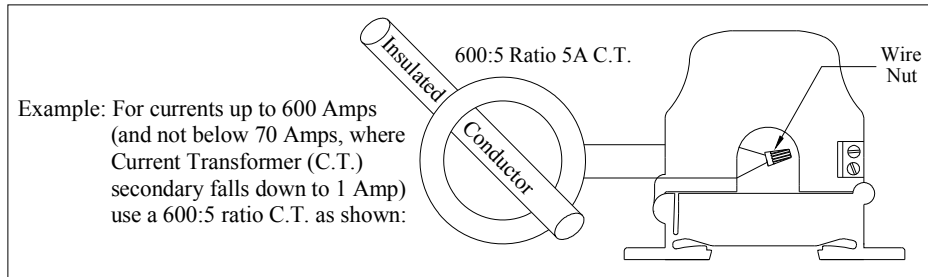 600:5 Ratio 5A C.T.
Wire
Nut
Insulated
Conductor
Example: For currents up to 600 Amps
(and not below 70 Amps, where
Current Transformer (C.T.)
secondary falls down to 1 Amp)
use a 600:5 ratio C.T. as shown: